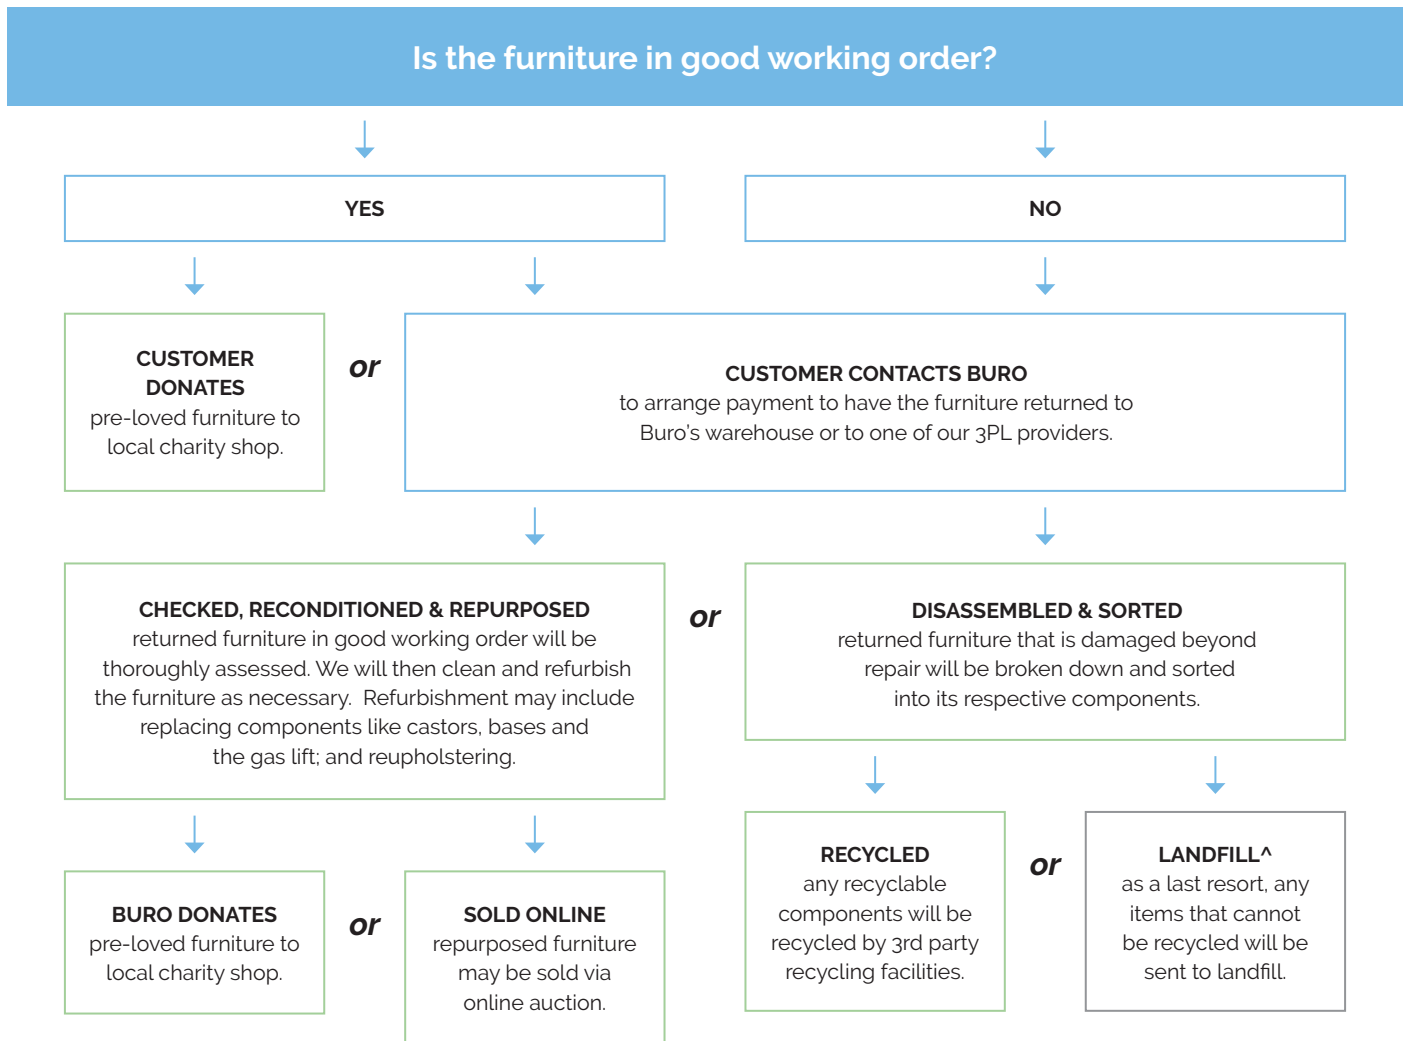 Is the furniture in good working order?
YES
NO
CUSTOMER
DONATES
pre-loved furniture to
local charity shop.
or
CUSTOMER CONTACTS BURO
to arrange payment to have the furniture returned to
Buro's warehouse or to one of our 3PL providers.
CHECKED, RECONDITIONED & REPURPOSED
returned furniture in good working order will be
thoroughly assessed. We will then clean and refurbish
the furniture as necessary.  Refurbishment may include
replacing components like castors, bases and
the gas lift; and reupholstering.
or
DISASSEMBLED & SORTED
returned furniture that is damaged beyond
repair will be broken down and sorted
into its respective components.
BURO DONATES
pre-loved furniture to
local charity shop.
or
SOLD ONLINE
repurposed furniture
may be sold via
online auction.
RECYCLED
any recyclable
components will be
recycled by 3rd party
recycling facilities.
or
LANDFILL^
as a last resort, any
items that cannot
be recycled will be
sent to landfill.